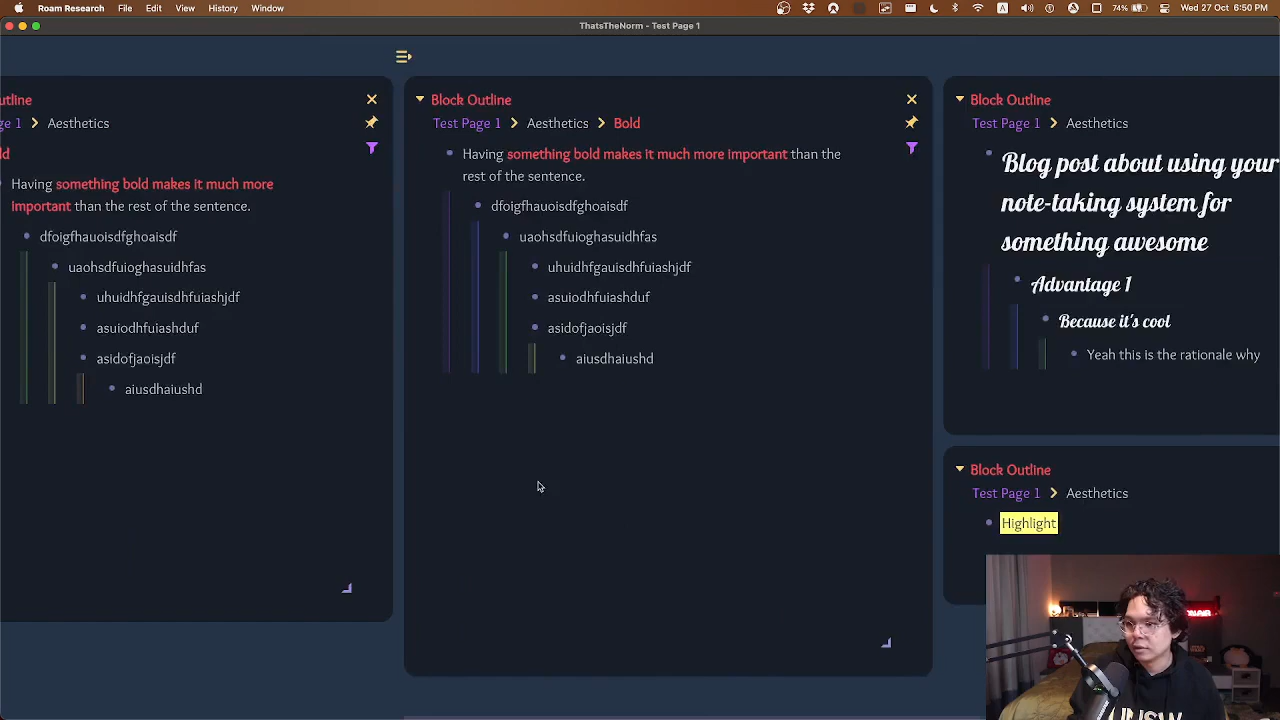 Roam Research File Edit View History Window
74% Wed 27 Oct 6:50 PM
ThatsTheNorm - Test Page 1
utline
ge 1 > Aesthetics
ld
Having something bold makes it much more
important than the rest of the sentence.
dfoigfhauoisdfghoaisdf
uaohsdfuioghasuidhfas
uhuidhfgauisdhfuiashjdf
asuiodhfuiashduf
asidofjaoisjdf
aiusdhaiushd
Block Outline
Test Page 1 > Aesthetics > Bold
Having something bold makes it much more important than the
rest of the sentence.
dfoigfhauoisdfghoaisdf
uaohsdfuioghasuidhfas
uhuidhfgauisdhfuiashjdf
asuiodhfuiashduf
asidofjaoisjdf
aiusdhaiushd
Block Outline
Test Page 1 > Aesthetics
Blog post about using your
note-taking system for
something awesome
Advantage 1
Because it's cool
Yeah this is the rationale why
Block Outline
Test Page 1 > Aesthetics
Highlight